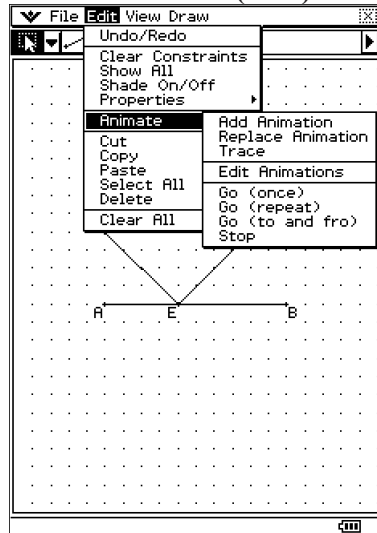 File Edit View Draw
Undo/Redo
Clear Constraints
Show All
Shade On/Off
Properties
Animate
Cut
Copy
Paste
Select All
Delete
Clear All
Add Animation
Replace Animation
Trace
Edit Animations
Go (once)
Go (repeat)
Go (to and fro)
Stop
A E B